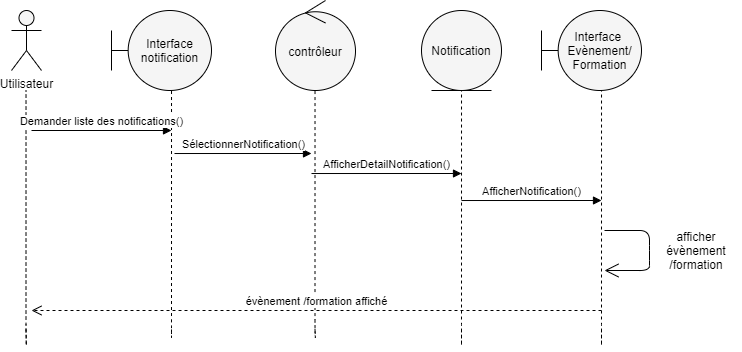 Utilisateur
Interface
notification
contrôleur
Notification
Interface
Evènement/
Formation
Demander liste des notifications()
SélectionnerNotification()
AfficherDetailNotification()
AfficherNotification()
afficher
évènement
/formation
évènement /formation affiché